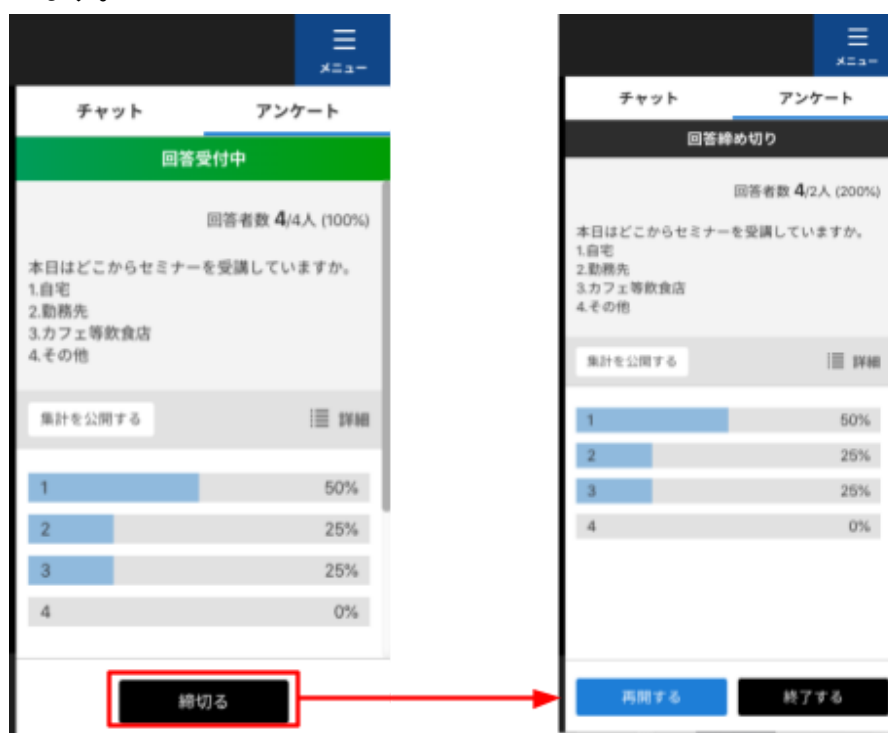 メニュー
チャット アンケート
回答受付中
回答者数 4/4人 (100%)
本日はどこからセミナーを受講していますか。
1.自宅
2.勤務先
3.カフェ等飲食店
4.その他
集計を公開する 詳細
1 50%
2 25%
3 25%
4 0%
締切る
メニュー
チャット アンケート
回答締め切り
回答者数 4/2人 (200%)
本日はどこからセミナーを受講していますか。
1.自宅
2.勤務先
3.カフェ等飲食店
4.その他
集計を公開する 詳細
1 50%
2 25%
3 25%
4 0%
再開する 終了する